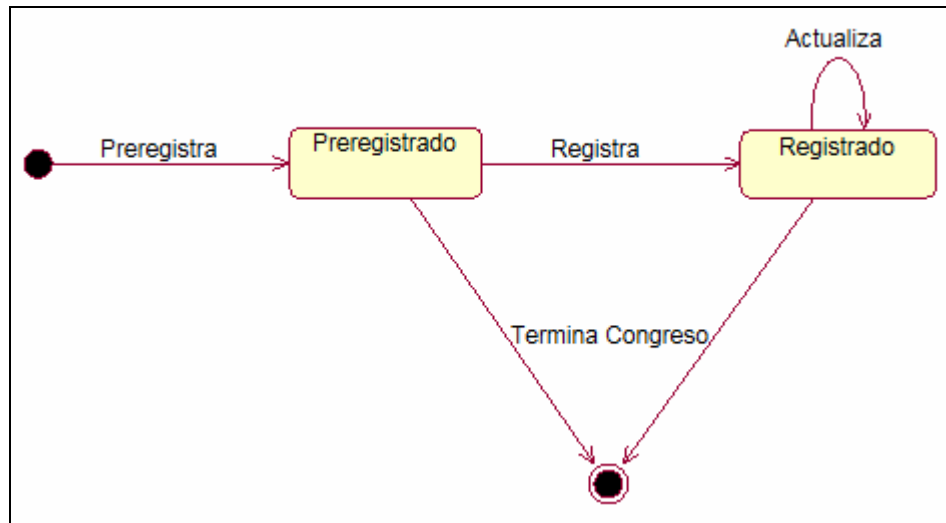 Actualiza
Preregistra
Preregistrado
Registra
Registrado
Termina Congreso